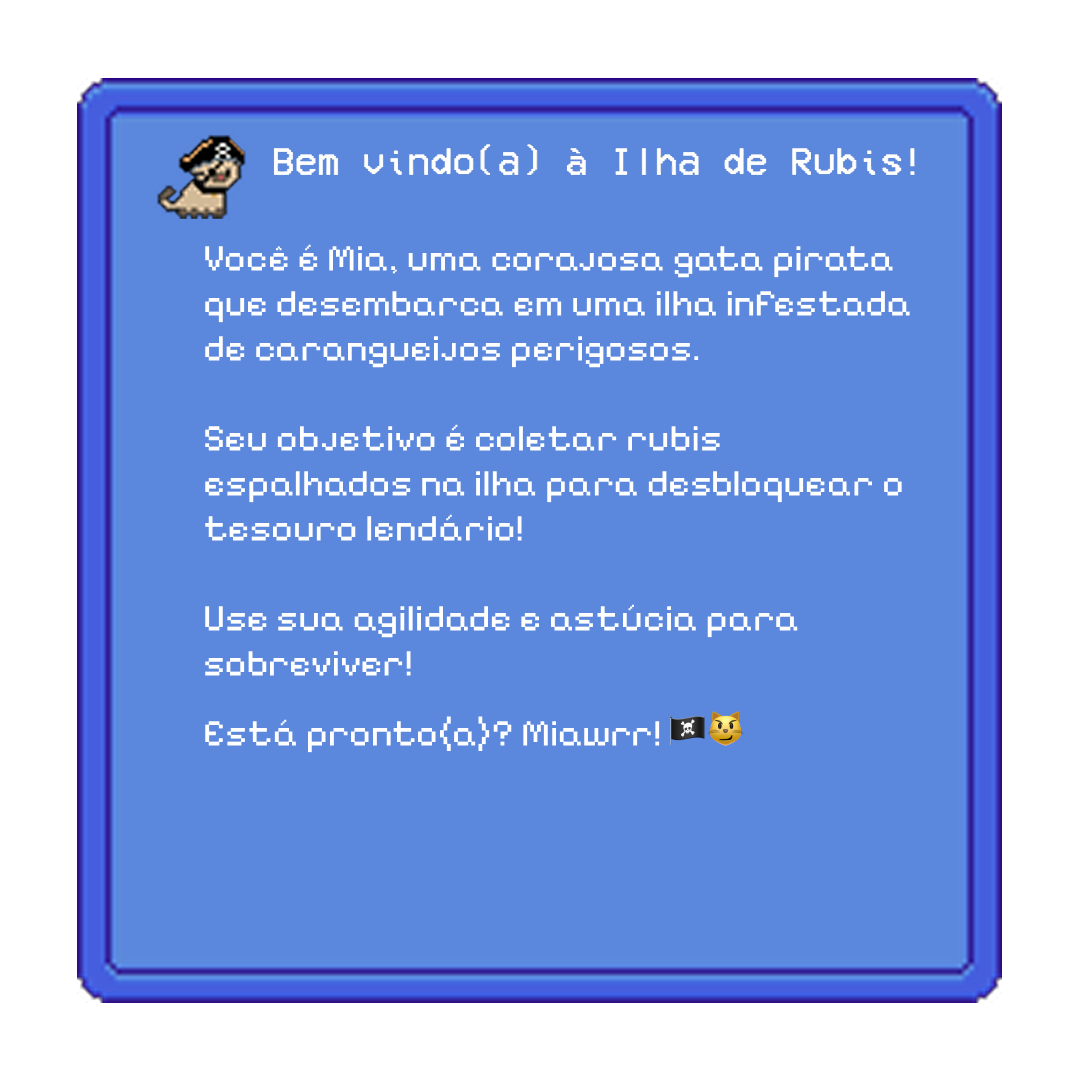 Bem vindo(a) à Ilha de Rubis!
Você é Mia, uma corajosa gata pirata
que desembarca em uma ilha infestada
de carangueijos perigosos.
Seu objetivo é coletar rubis
espalhados na ilha para desbloquear o
tesouro lendário!
Use sua agilidade e astúcia para
sobreviver!
Está pronto(a)? Miawrr! 🏴‍☠️😼